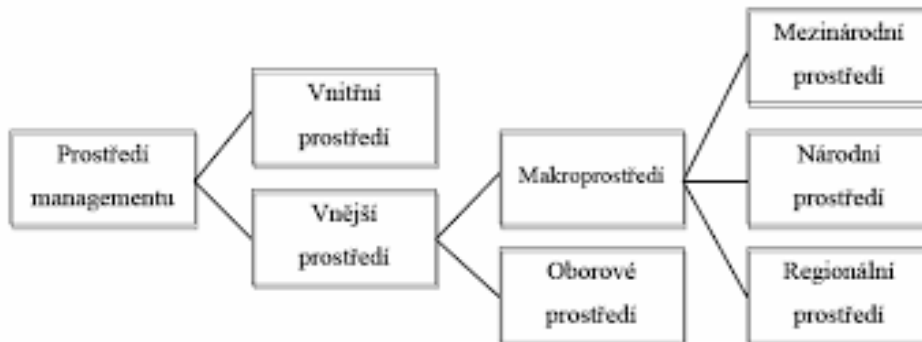 Prostředí
managementu
Vnitřní
prostředí
Vnější
prostředí
Makroprostředí
Oborové
prostředí
Mezinárodní
prostředí
Národní
prostředí
Regionální
prostředí